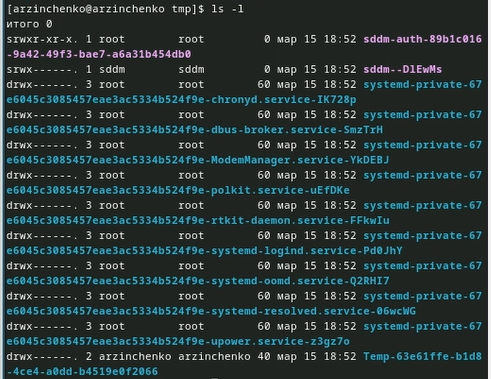 [arzinchenko@arzinchenko tmp]$ ls -l
итого 0
srwxr-xr-x. 1 root        root         0 мар 15 18:52 sddm-auth-89b1c016
-9a42-49f3-bae7-a6a31b454db0
srwx------. 1 sddm        sddm         0 мар 15 18:52 sddm--DlEwMs
drwx------. 3 root        root        60 мар 15 18:52 systemd-private-67
e6045c3085457eae3ac5334b524f9e-chronyd.service-IK728p
drwx------. 3 root        root        60 мар 15 18:52 systemd-private-67
e6045c3085457eae3ac5334b524f9e-dbus-broker.service-SmzTrH
drwx------. 3 root        root        60 мар 15 18:52 systemd-private-67
e6045c3085457eae3ac5334b524f9e-ModemManager.service-YkDEBJ
drwx------. 3 root        root        60 мар 15 18:52 systemd-private-67
e6045c3085457eae3ac5334b524f9e-polkit.service-uEfDKe
drwx------. 3 root        root        60 мар 15 18:52 systemd-private-67
e6045c3085457eae3ac5334b524f9e-rtkit-daemon.service-FFkwIu
drwx------. 3 root        root        60 мар 15 18:52 systemd-private-67
e6045c3085457eae3ac5334b524f9e-systemd-logind.service-Pd0JhY
drwx------. 3 root        root        60 мар 15 18:52 systemd-private-67
e6045c3085457eae3ac5334b524f9e-systemd-oomd.service-Q2RHI7
drwx------. 3 root        root        60 мар 15 18:52 systemd-private-67
e6045c3085457eae3ac5334b524f9e-systemd-resolved.service-06wcWG
drwx------. 3 root        root        60 мар 15 18:52 systemd-private-67
e6045c3085457eae3ac5334b524f9e-upower.service-z3gz7o
drwx------. 2 arzinchenko arzinchenko 40 мар 15 18:52 Temp-63e61ffe-b1d8
-4ce4-a0dd-b4519e0f2066